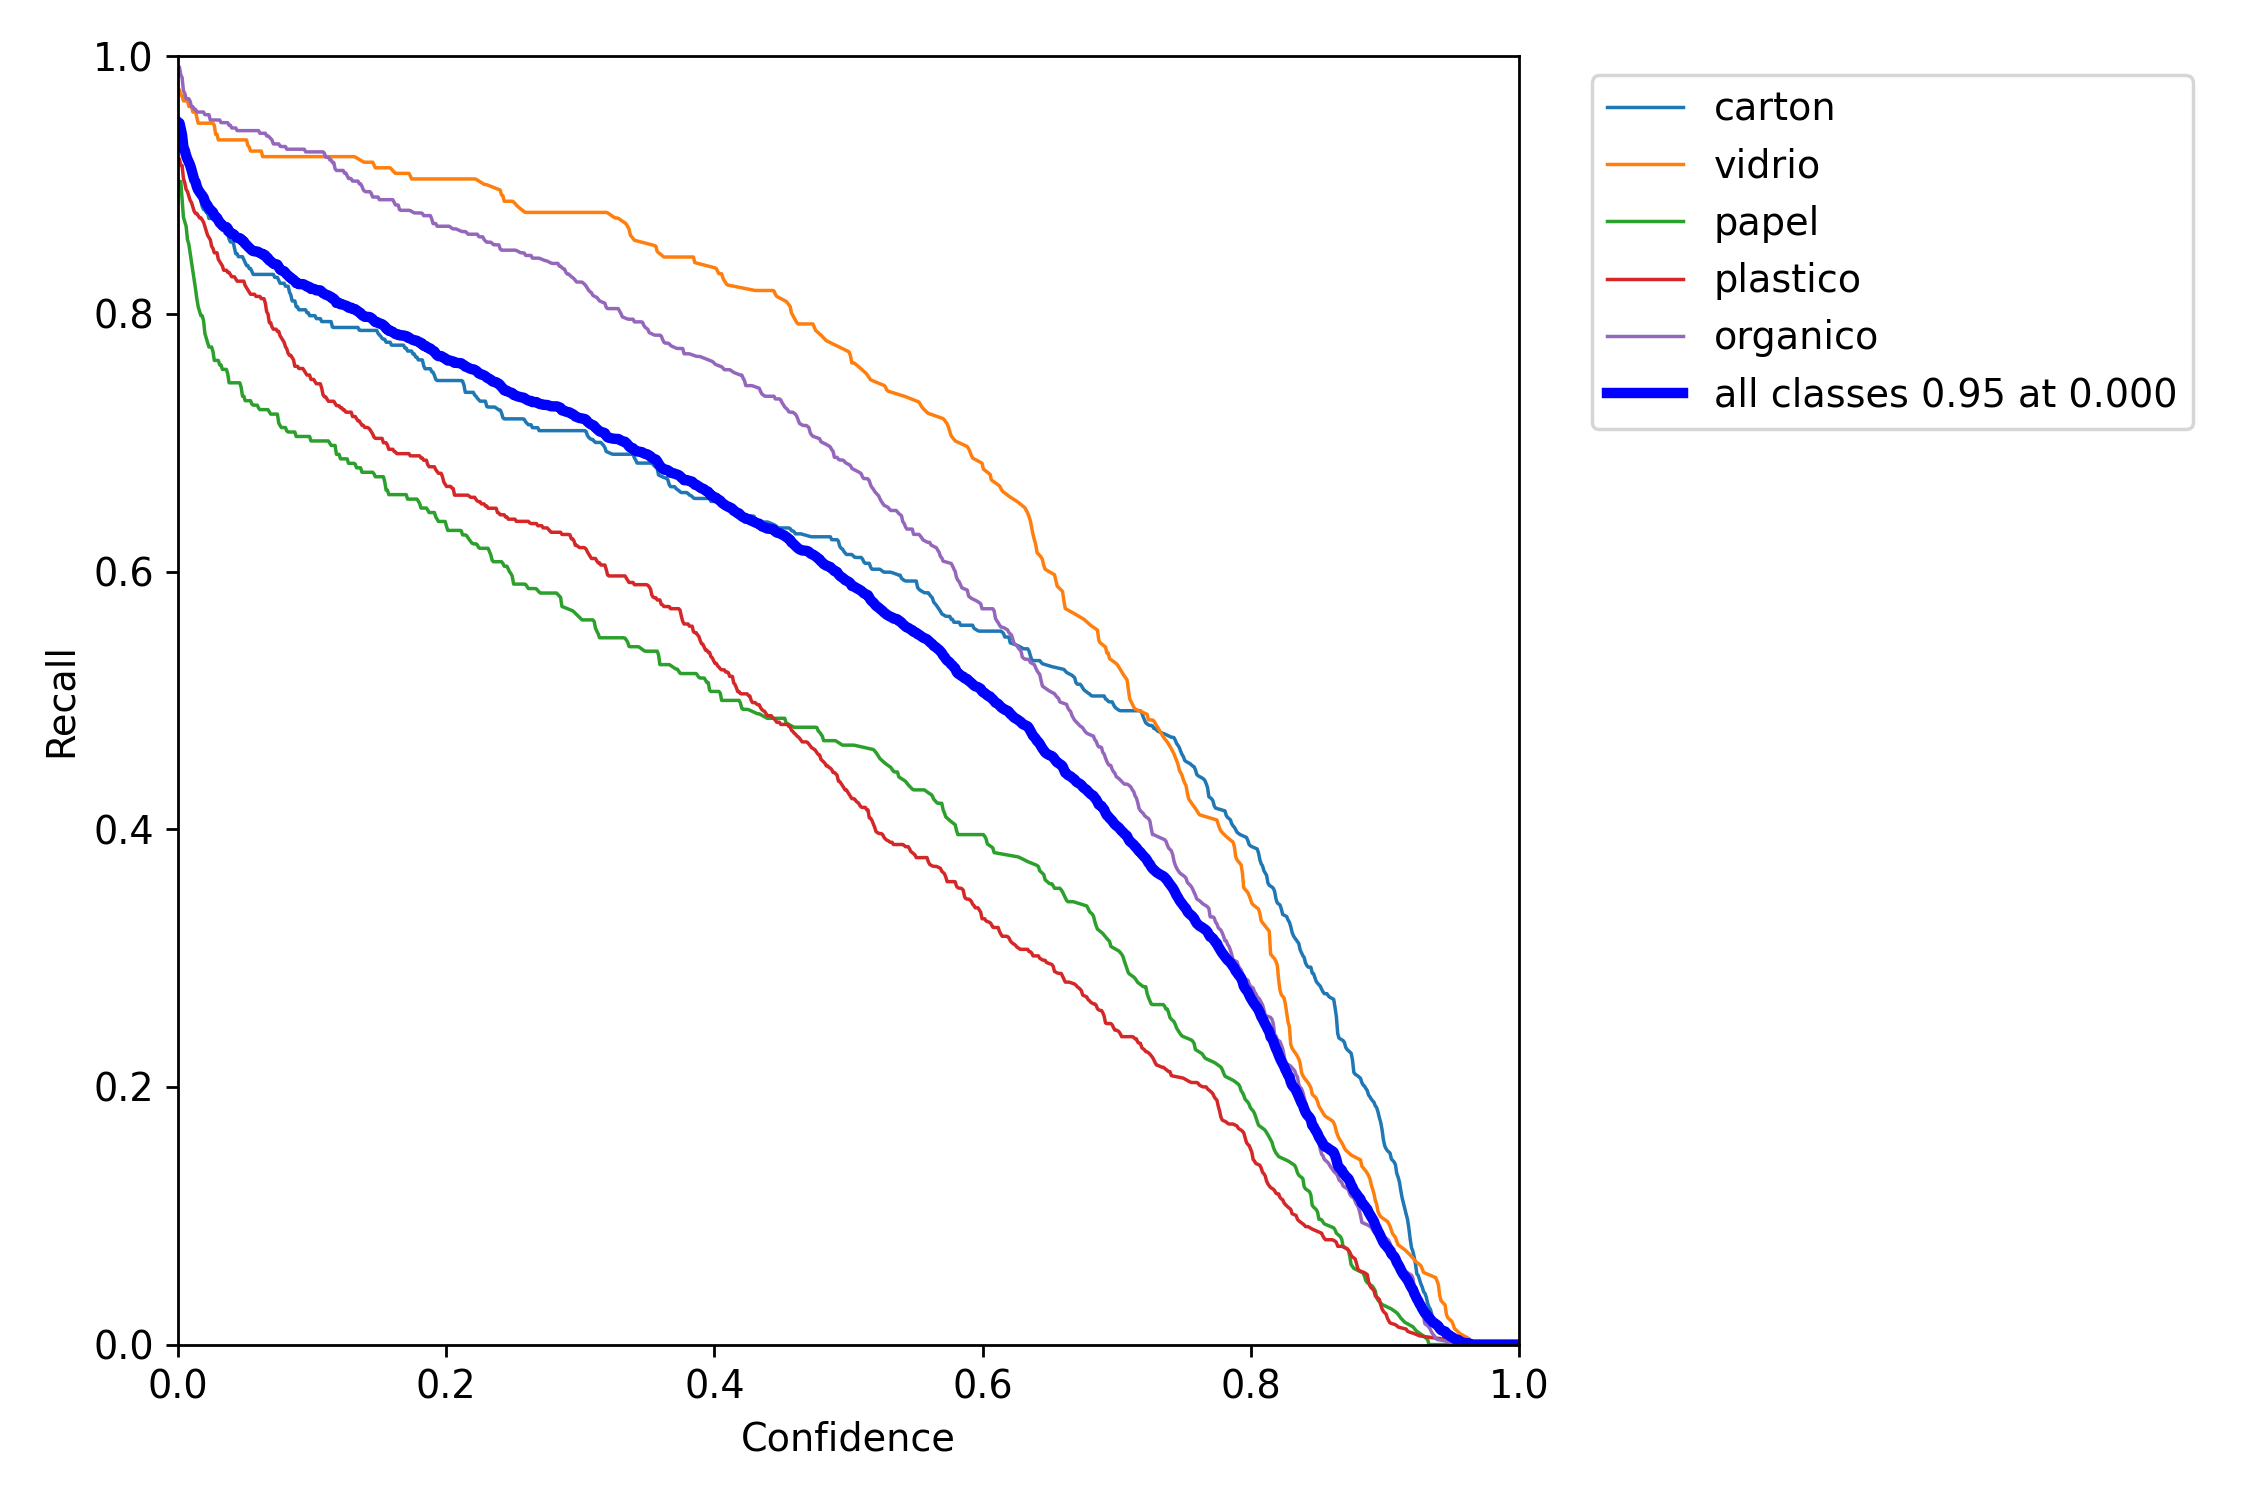 1.0
0.8
0.6
0.4
0.2
0.0
Recall
0.0 0.2 0.4 0.6 0.8 1.0
Confidence
carton
vidrio
papel
plastico
organico
all classes 0.95 at 0.000